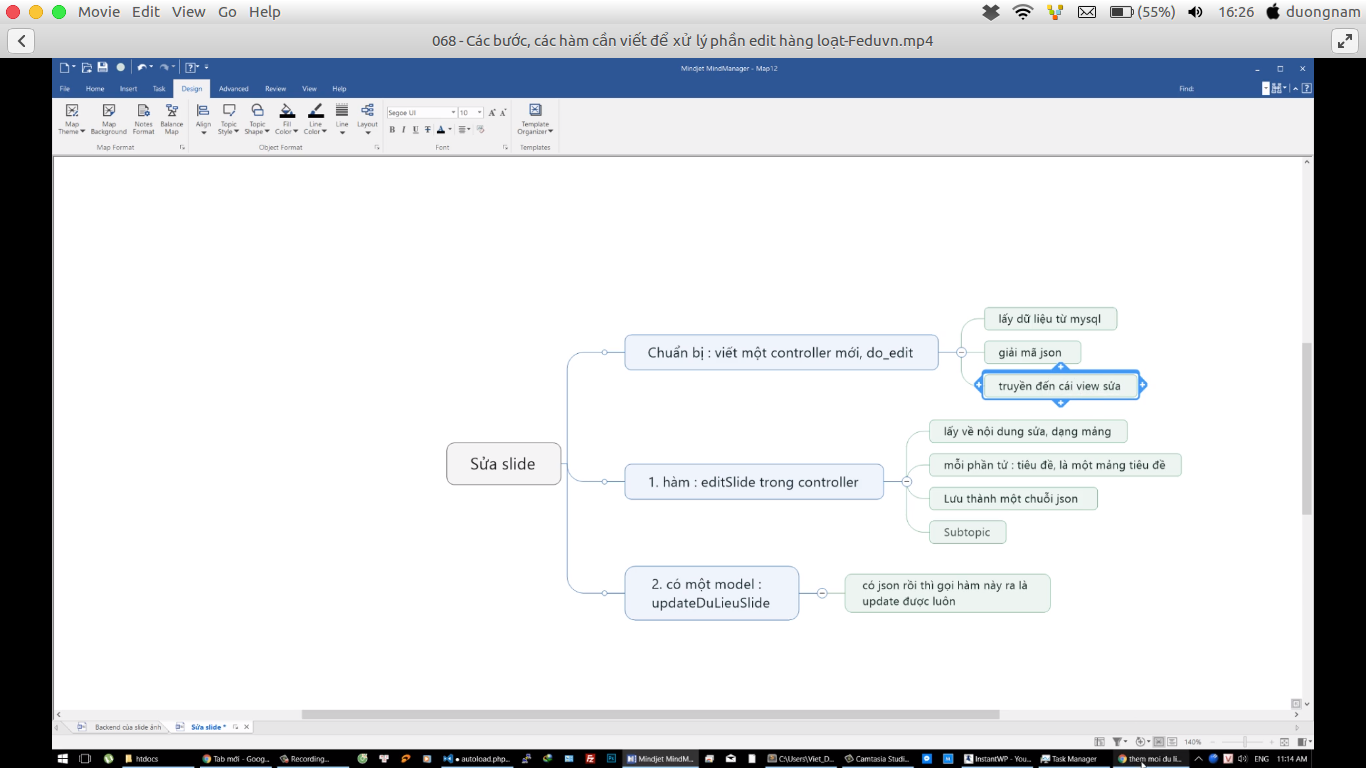 Movie Edit View Go Help (55%) 16:26 duongnam
068 - Các bước, các hàm cần viết để xử lý phần edit hàng loạt-Feduvn.mp4
Mindjet MindManager - Map12
File Home Insert Task Design Advanced Review View Help Find:
Map Theme Map Background Notes Format Balance Map Align Topic Style Topic Shape Fill Color Line Color Line Layout Segoe UI 10 B I U T A Template Organizer
Map Format Object Format Font Templates
lấy dữ liệu từ mysql
Chuẩn bị : viết một controller mới, do_edit
giải mã json
truyền đến cái view sửa
lấy về nội dung sửa, dạng mảng
Sửa slide
mỗi phần tử : tiêu đề, là một mảng tiêu đề
1. hàm : editSlide trong controller
Lưu thành một chuỗi json
Subtopic
2. có một model :
updateDuLieuSlide
có json rồi thì gọi hàm này ra là
update được luôn
Backend của slide ảnh Sửa slide *
140%
htdocs Tab mới - Goog... Recording... autoload.php... Mindjet MindM... C:\Users\Viet_D... Camtasia Studi... InstantWP - You... Task Manager them moi du li... ENG 11:14 AM